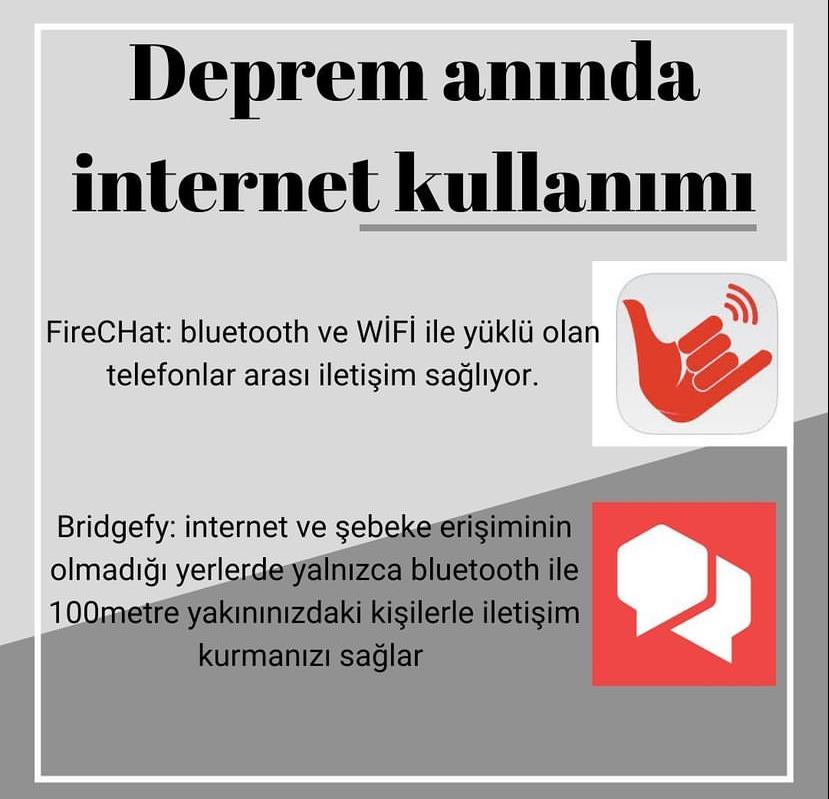 Deprem anında
internet kullanımı
FireCHat: bluetooth ve WİFİ ile yüklü olan
telefonlar arası iletişim sağlıyor.
Bridgefy: internet ve şebeke erişiminin
olmadığı yerlerde yalnızca bluetooth ile
100metre yakınınızdaki kişilerle iletişim
kurmanızı sağlar